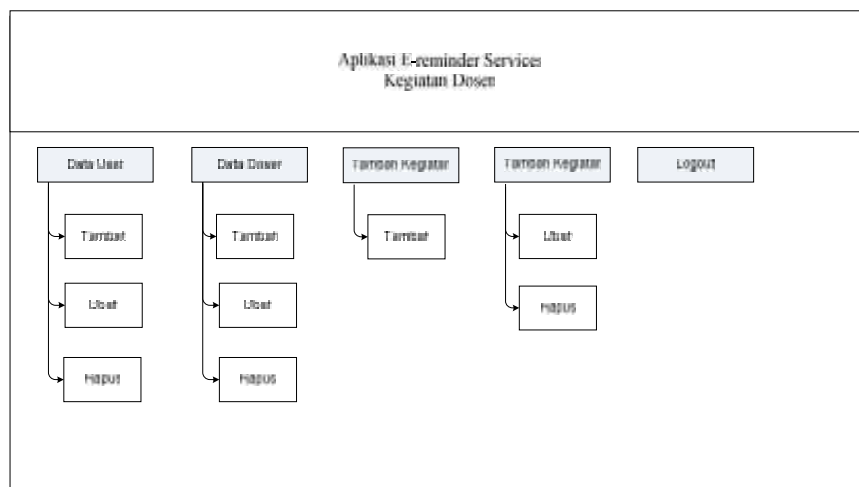 Aplikasi E-reminder Services
Kegiatan Dosen
Data User
Data Dosen
Tambah Kegiatan
Tambah Kegiatan
Logout
Tambah
Tambah
Tambah
Ubah
Ubah
Ubah
Hapus
Hapus
Hapus